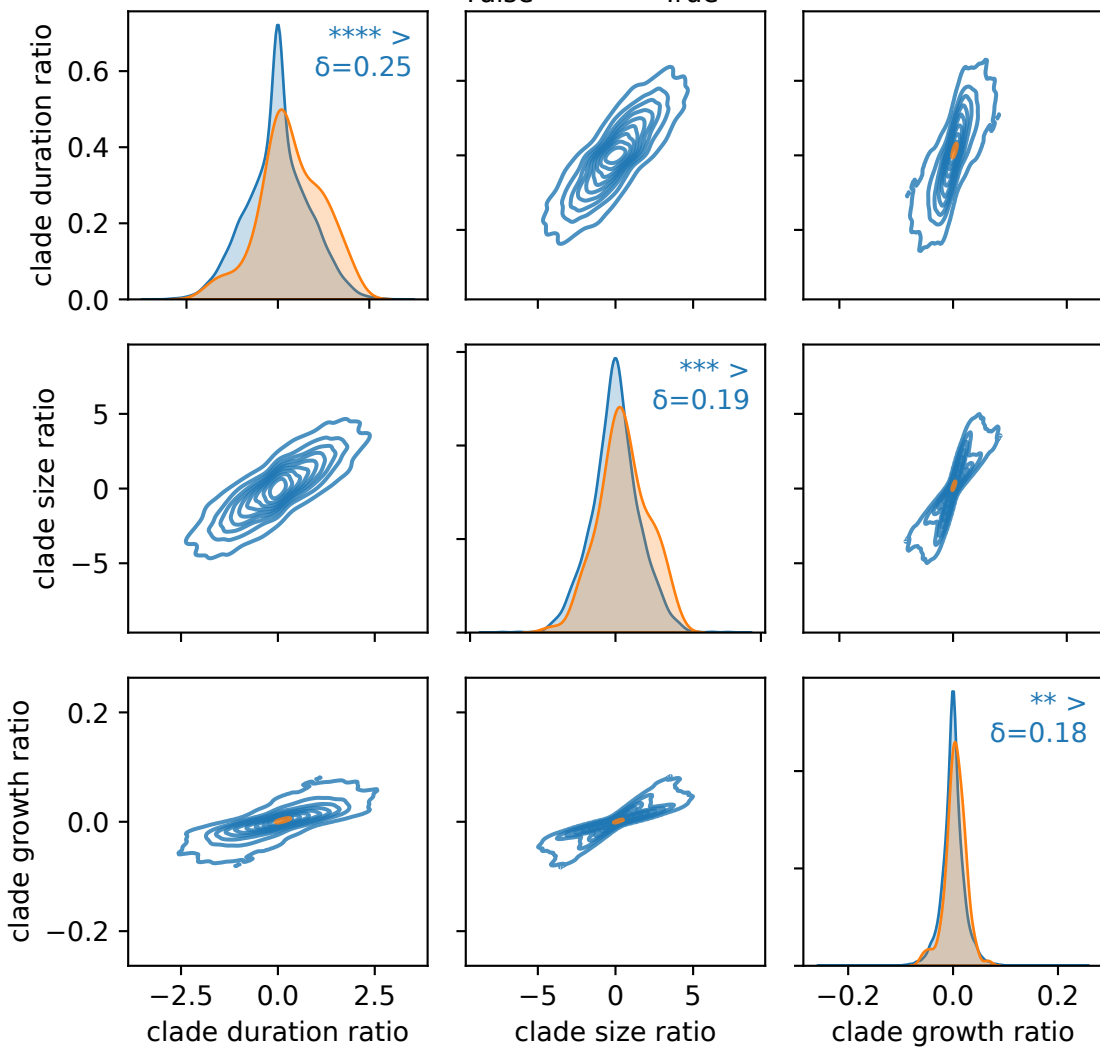 clade duration ratio
0.6
0.4
0.2
0.0
**** >
δ=0.25
clade size ratio
5
0
−5
*** >
δ=0.19
clade growth ratio
0.2
0.0
−0.2
** >
δ=0.18
−2.5 0.0 2.5
−5 0 5
−0.2 0.0 0.2
clade duration ratio
clade size ratio
clade growth ratio